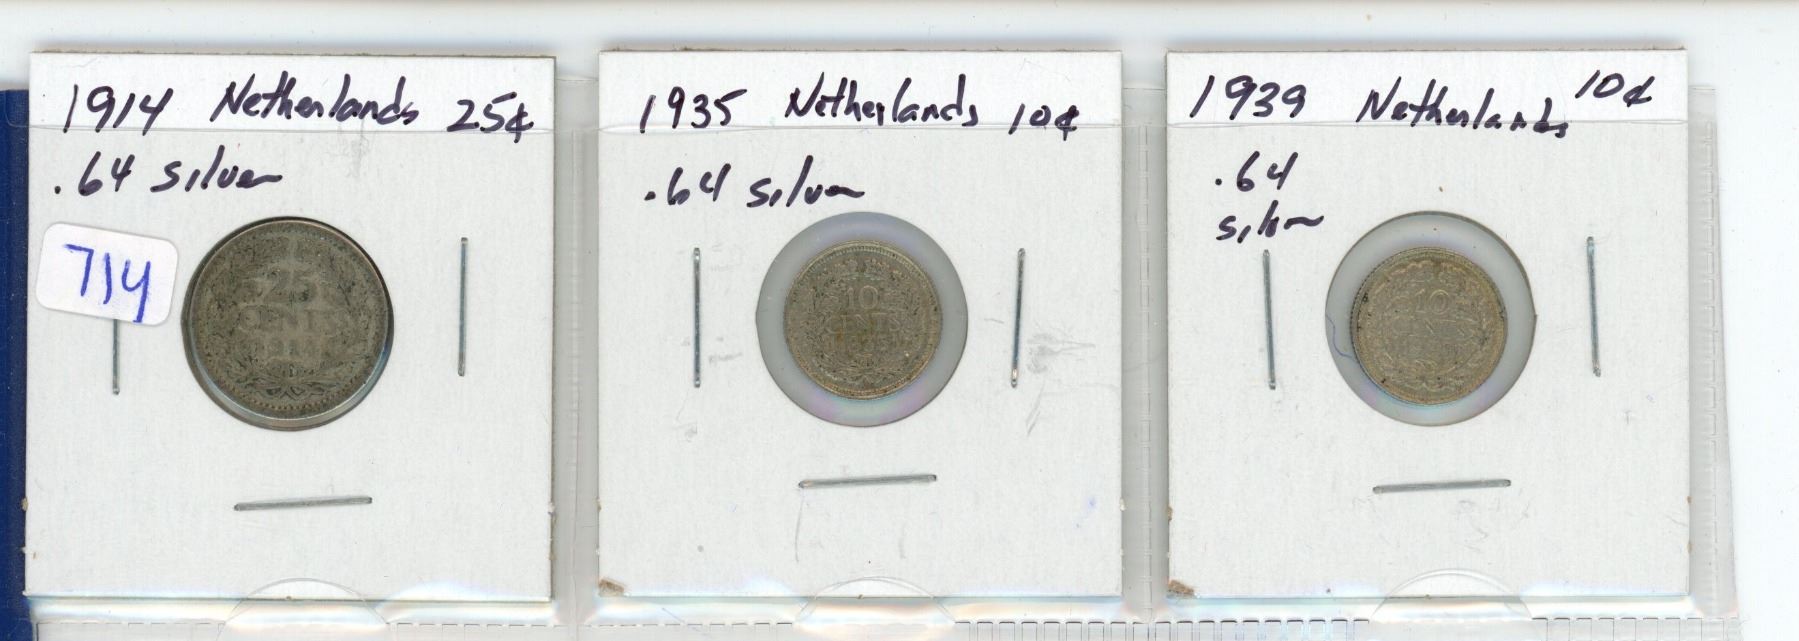 1914 Netherlands 25¢
.64 silver
714
25
CENTS
1914
1935 Netherlands 10¢
.64 silver
10
CENTS
1939 Netherlands 10¢
.64
silver
10
CENTS